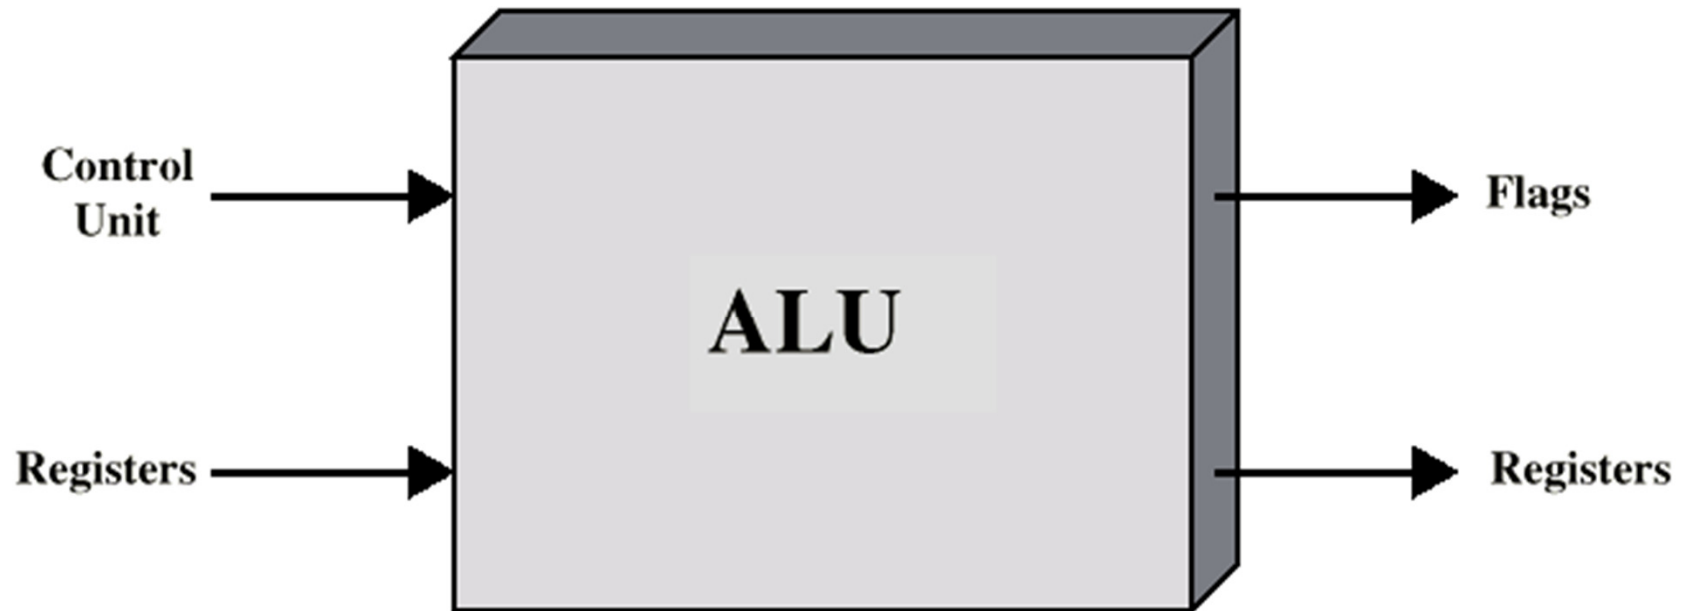 Control
Unit
Flags
ALU
Registers
Registers